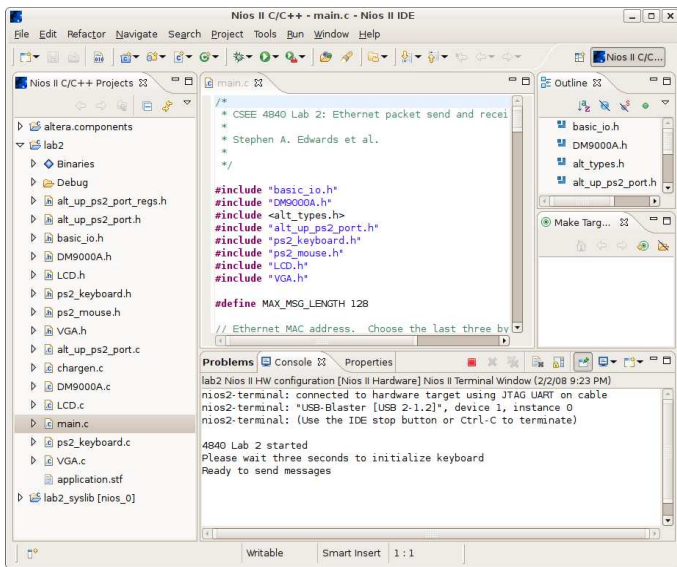 Nios II C/C++ - main.c - Nios II IDE
File Edit Refactor Navigate Search Project Tools Run Window Help
Nios II C/C...
Nios II C/C++ Projects
altera.components
lab2
Binaries
Debug
alt_up_ps2_port_regs.h
alt_up_ps2_port.h
basic_io.h
DM9000A.h
LCD.h
ps2_keyboard.h
ps2_mouse.h
VGA.h
alt_up_ps2_port.c
chargen.c
DM9000A.c
LCD.c
main.c
ps2_keyboard.c
VGA.c
application.stf
lab2_syslib [nios_0]
main.c
/*
* CSEE 4840 Lab 2: Ethernet packet send and recei
*
* Stephen A. Edwards et al.
*
*/
#include "basic_io.h"
#include "DM9000A.h"
#include <alt_types.h>
#include "alt_up_ps2_port.h"
#include "ps2_keyboard.h"
#include "ps2_mouse.h"
#include "LCD.h"
#include "VGA.h"
#define MAX_MSG_LENGTH 128
// Ethernet MAC address. Choose the last three by
Outline
basic_io.h
DM9000A.h
alt_types.h
alt_up_ps2_port.h
Make Targ...
Problems Console Properties
lab2 Nios II HW configuration [Nios II Hardware] Nios II Terminal Window (2/2/08 9:23 PM)
nios2-terminal: connected to hardware target using JTAG UART on cable
nios2-terminal: "USB-Blaster [USB 2-1.2]", device 1, instance 0
nios2-terminal: (Use the IDE stop button or Ctrl-C to terminate)
4840 Lab 2 started
Please wait three seconds to initialize keyboard
Ready to send messages
Writable Smart Insert 1 : 1